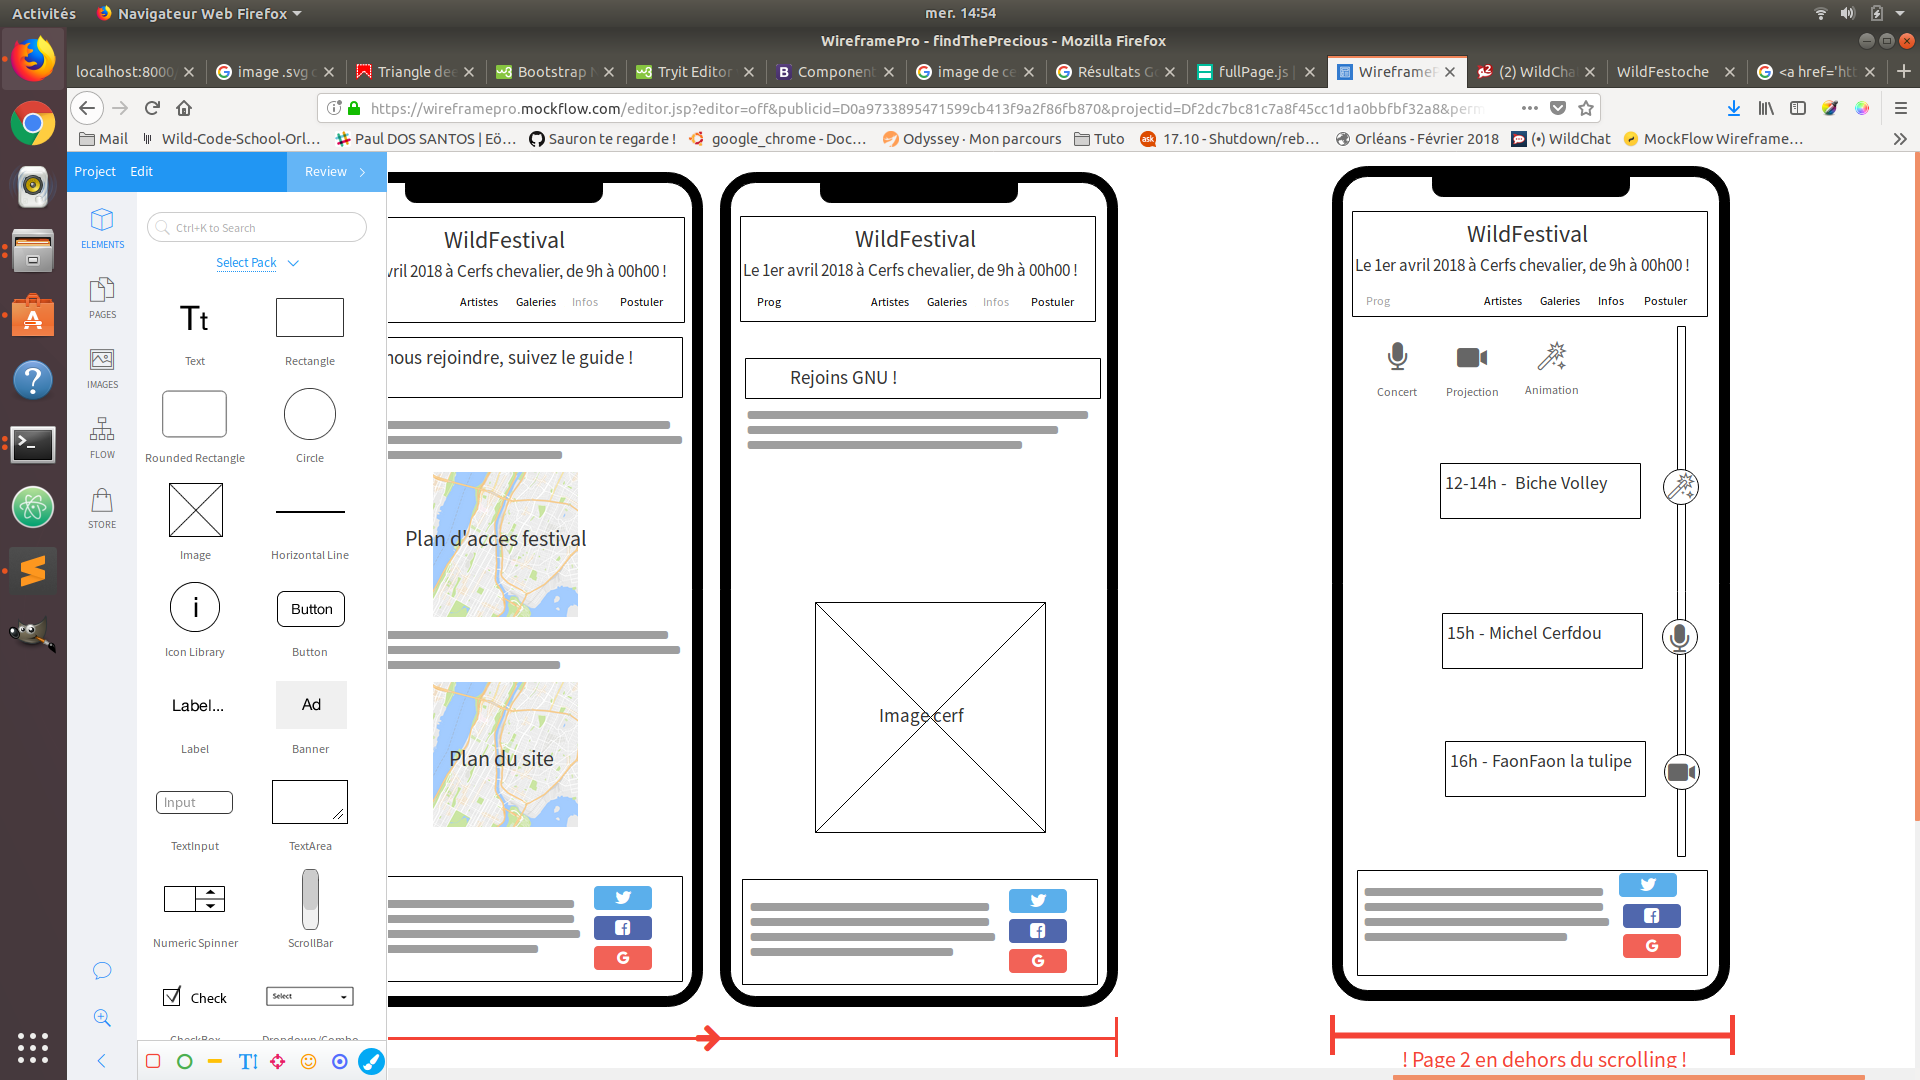 Activités
Navigateur Web Firefox
mer. 14:54
WireframePro - findThePrecious - Mozilla Firefox
localhost:8000/
image .svg
Triangle de
Bootstrap
Tryit Editor
Component
image de ce
Résultats
fullPage.js |
WireframeP
(2) WildCha
WildFestoche
<a href='ht
https://wireframepro.mockflow.com/editor.jsp?editor=off&publicid=D0a9733895471599cb413f9a2f86fb870&projectid=Df2dc7bc81c7a8f45cc1d1a0bbfbf32a8&perm
Mail
Wild-Code-School-Orl…
Paul DOS SANTOS | Eö…
Sauron te regarde !
google_chrome - Doc…
Odyssey · Mon parcours
Tuto
17.10 - Shutdown/reb…
Orléans - Février 2018
(•) WildChat
MockFlow Wireframe…
Project
Edit
Review
ELEMENTS
PAGES
IMAGES
FLOW
STORE
Ctrl+K to Search
Select Pack
Tt
Text
Rectangle
Rounded Rectangle
Circle
Image
Horizontal Line
i
Icon Library
Button
Button
Label...
Label
Ad
Banner
Input
TextInput
TextArea
Numeric Spinner
ScrollBar
Check
Select
CheckBox
Dropdown/Combo
WildFestival
vril 2018 à Cerfs chevalier, de 9h à 00h00 !
Artistes
Galeries
Infos
Postuler
nous rejoindre, suivez le guide !
Plan d'acces festival
Plan du site
WildFestival
Le 1er avril 2018 à Cerfs chevalier, de 9h à 00h00 !
Prog
Artistes
Galeries
Infos
Postuler
Rejoins GNU !
Image cerf
WildFestival
Le 1er avril 2018 à Cerfs chevalier, de 9h à 00h00 !
Prog
Artistes
Galeries
Infos
Postuler
Concert
Projection
Animation
12-14h - Biche Volley
15h - Michel Cerfdou
16h - FaonFaon la tulipe
! Page 2 en dehors du scrolling !